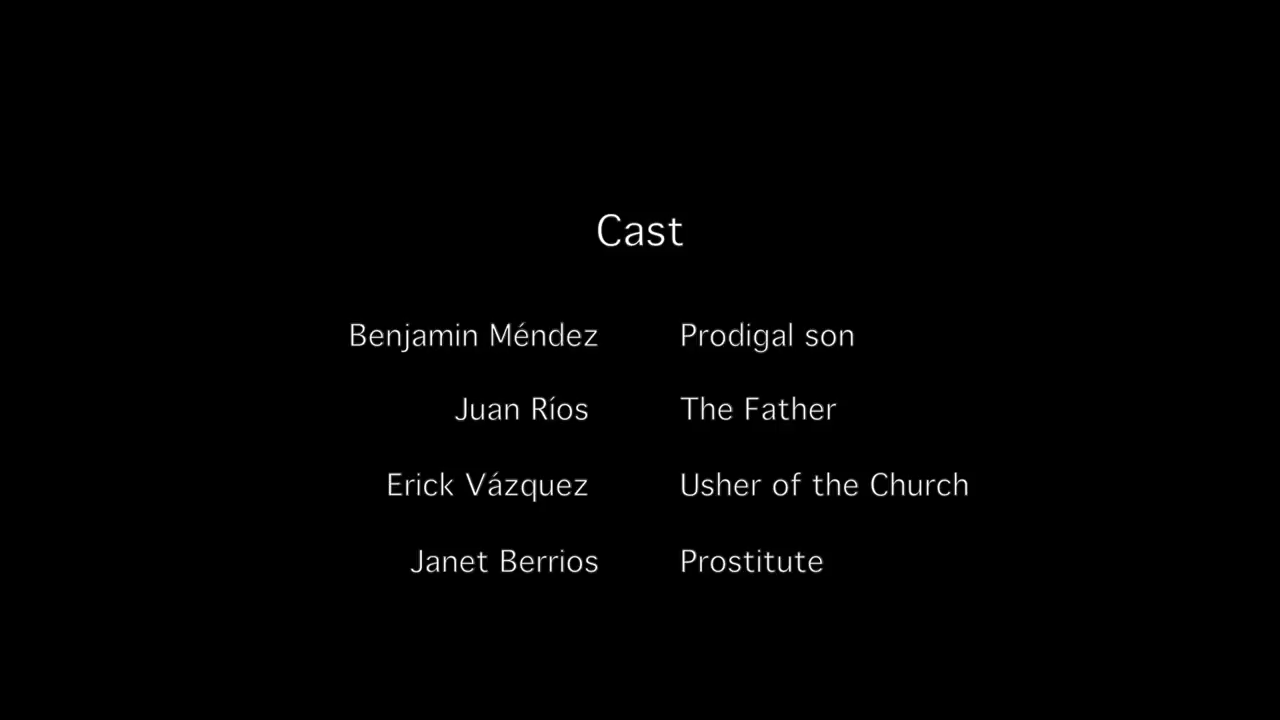 Cast
Benjamin Méndez Prodigal son
Juan Ríos The Father
Erick Vázquez Usher of the Church
Janet Berrios Prostitute